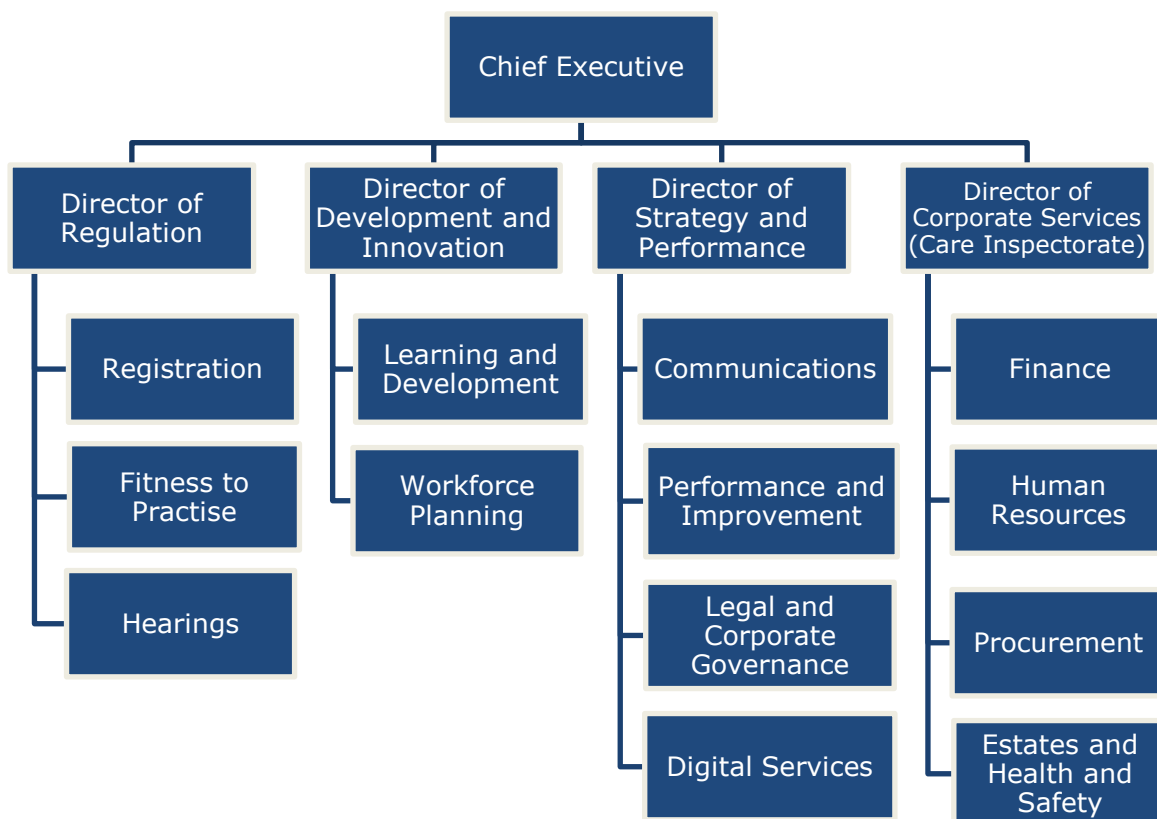 Chief Executive
Director of
Regulation
Director of
Development and
Innovation
Director of
Strategy and
Performance
Director of
Corporate Services
(Care Inspectorate)
Registration
Fitness to
Practise
Hearings
Learning and
Development
Workforce
Planning
Communications
Performance and
Improvement
Legal and
Corporate
Governance
Digital Services
Finance
Human
Resources
Procurement
Estates and
Health and
Safety